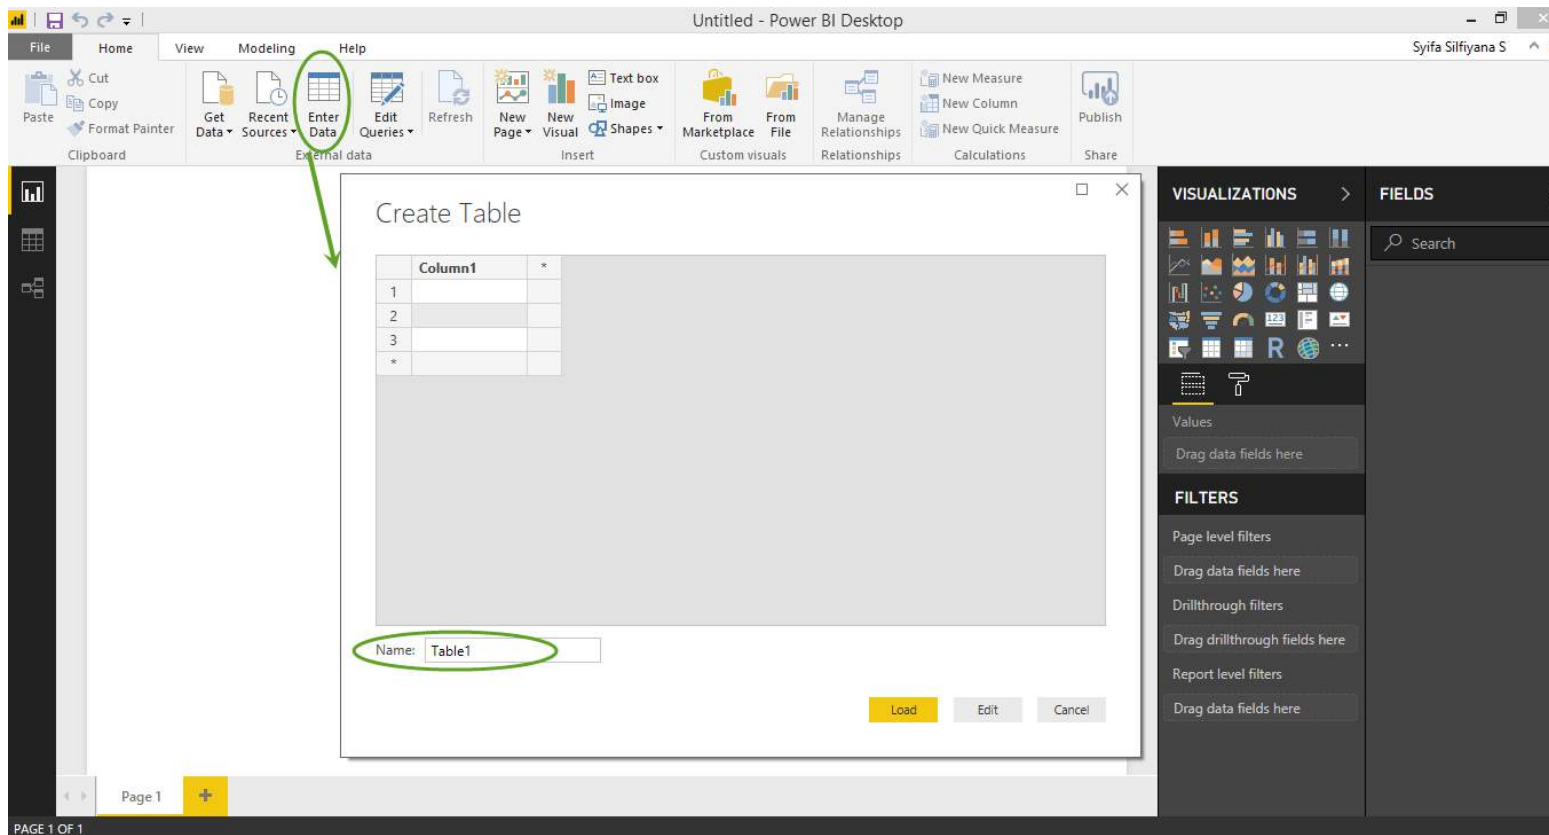 Untitled - Power BI Desktop
File Home View Modeling Help Syifa Silfiyana S
Paste
Cut
Copy
Format Painter
Clipboard
Get Data
Recent Sources
Enter Data
Edit Queries
Refresh
External data
New Page
New Visual
Text box
Image
Shapes
Insert
From Marketplace
From File
Custom visuals
Manage Relationships
Relationships
New Measure
New Column
New Quick Measure
Calculations
Publish
Share
Create Table
Column1 *
1
2
3
*
Name: Table1
Load Edit Cancel
VISUALIZATIONS >
123
R
Values
Drag data fields here
FILTERS
Page level filters
Drag data fields here
Drillthrough filters
Drag drillthrough fields here
Report level filters
Drag data fields here
FIELDS
Search
Page 1 +
PAGE 1 OF 1